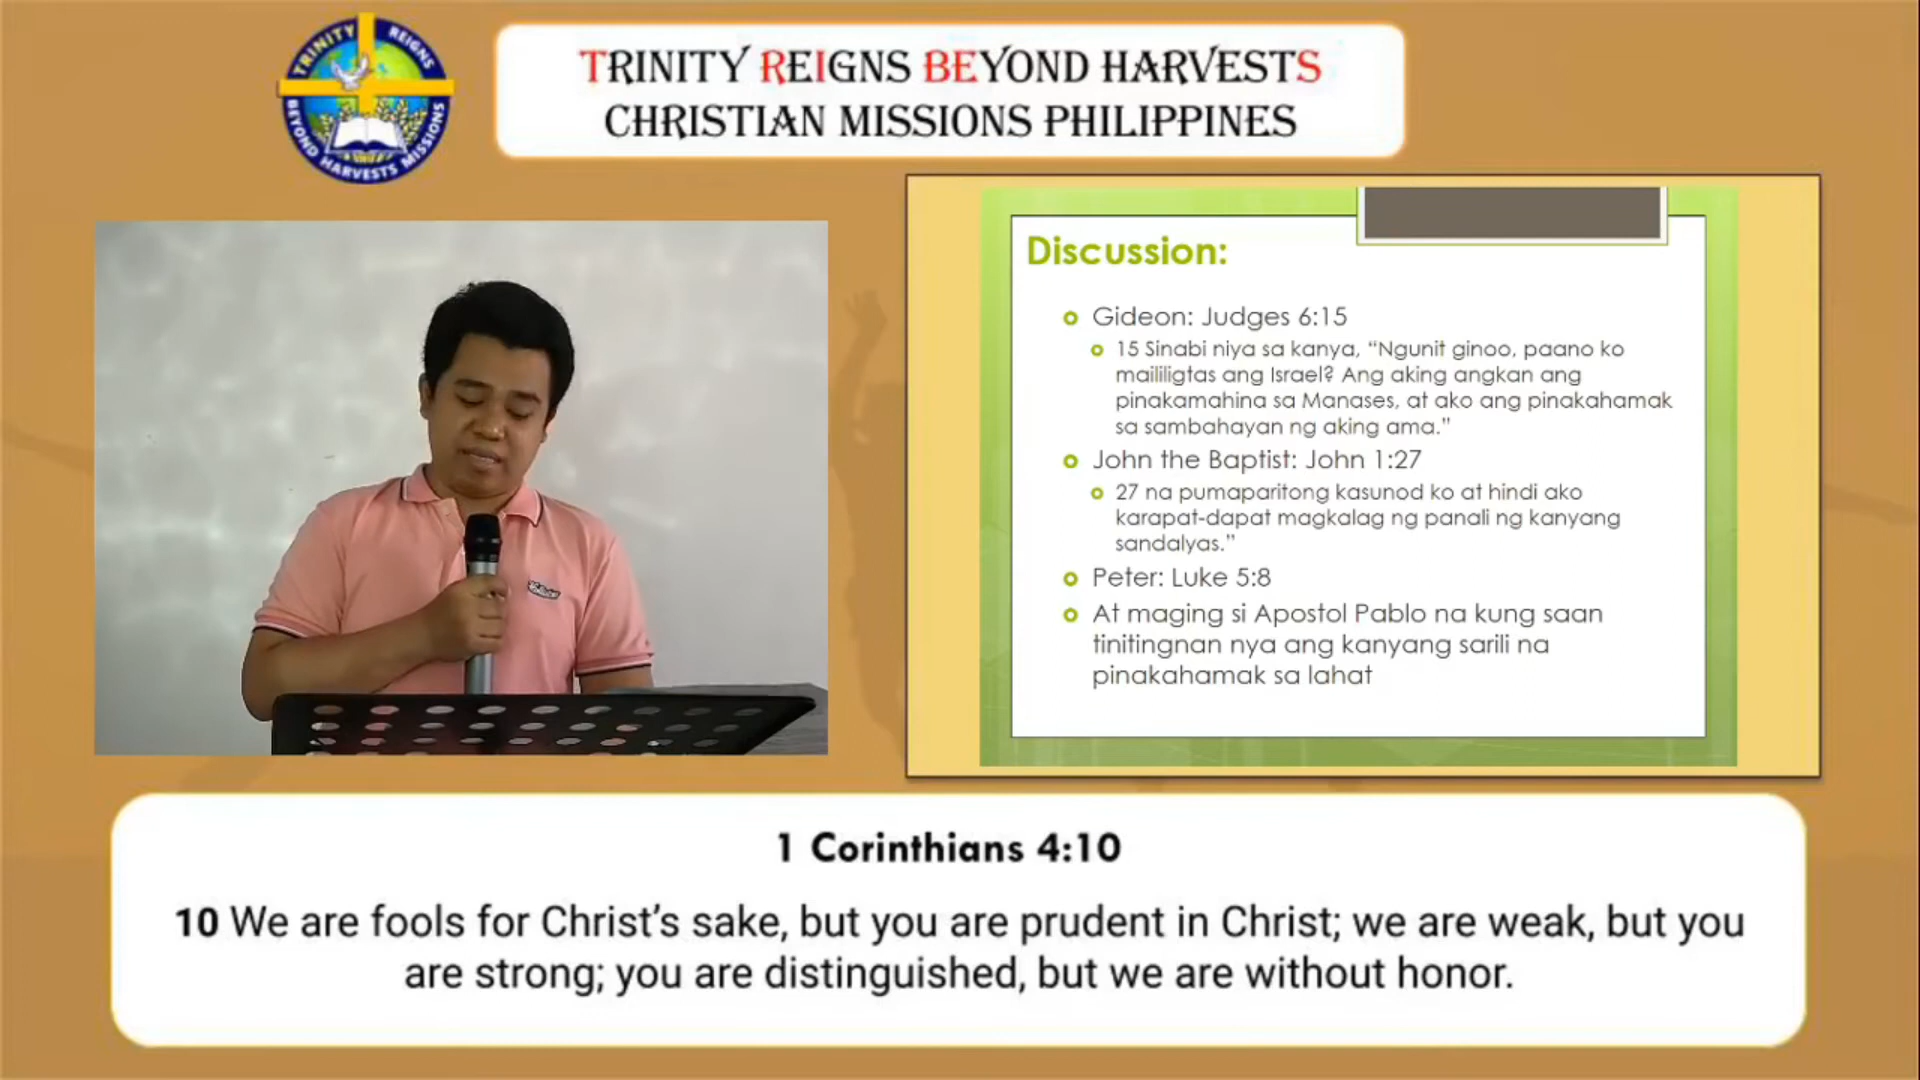 TRINITY REIGNS
BEYOND HARVESTS MISSIONS
TRINITY REIGNS BEYOND HARVESTS
CHRISTIAN MISSIONS PHILIPPINES
Discussion:
Gideon: Judges 6:15
15 Sinabi niya sa kanya, “Ngunit ginoo, paano ko
maililigtas ang Israel? Ang aking angkan ang
pinakamahina sa Manases, at ako ang pinakahamak
sa sambahayan ng aking ama.”
John the Baptist: John 1:27
27 na pumaparitong kasunod ko at hindi ako
karapat-dapat magkalag ng panali ng kanyang
sandalyas.”
Peter: Luke 5:8
At maging si Apostol Pablo na kung saan
tinitingnan nya ang kanyang sarili na
pinakahamak sa lahat
1 Corinthians 4:10
10 We are fools for Christ’s sake, but you are prudent in Christ; we are weak, but you
are strong; you are distinguished, but we are without honor.